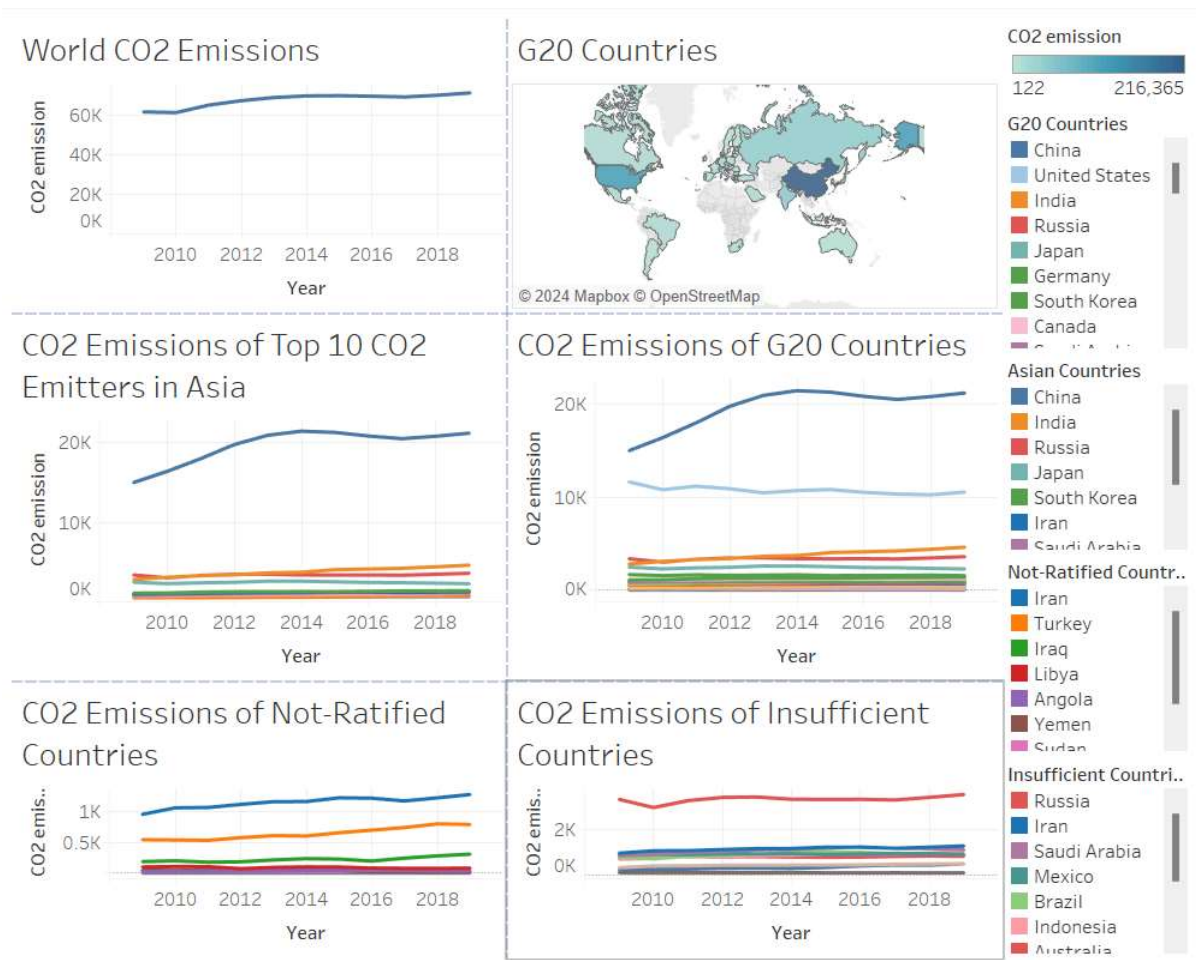 World CO2 Emissions
CO2 emission
60K
40K
20K
0K
2010 2012 2014 2016 2018
Year
G20 Countries
© 2024 Mapbox © OpenStreetMap
CO2 Emissions of Top 10 CO2
Emitters in Asia
CO2 emission
20K
10K
0K
2010 2012 2014 2016 2018
Year
CO2 Emissions of G20 Countries
CO2 emission
20K
10K
0K
2010 2012 2014 2016 2018
Year
CO2 Emissions of Not-Ratified
Countries
CO2 emis..
1K
0.5K
2010 2012 2014 2016 2018
Year
CO2 Emissions of Insufficient
Countries
CO2 emis..
2K
0K
2010 2012 2014 2016 2018
Year
CO2 emission
122 216,365
G20 Countries
China
United States
India
Russia
Japan
Germany
South Korea
Canada
Asian Countries
China
India
Russia
Japan
South Korea
Iran
Saudi Arabia
Not-Ratified Countr..
Iran
Turkey
Iraq
Libya
Angola
Yemen
Sudan
Insufficient Countri..
Russia
Iran
Saudi Arabia
Mexico
Brazil
Indonesia
Australia